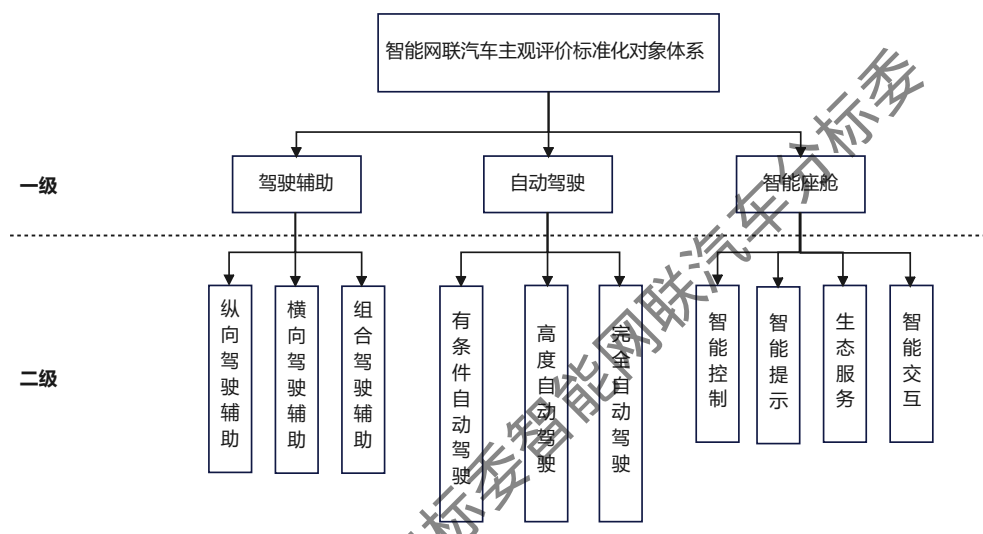 智能网联汽车主观评价标准化对象体系
一级
驾驶辅助
自动驾驶
智能座舱
二级
纵向驾驶辅助
横向驾驶辅助
组合驾驶辅助
有条件自动驾驶
高度自动驾驶
完全自动驾驶
智能控制
智能提示
生态服务
智能交互
标委智能网联汽车分标委